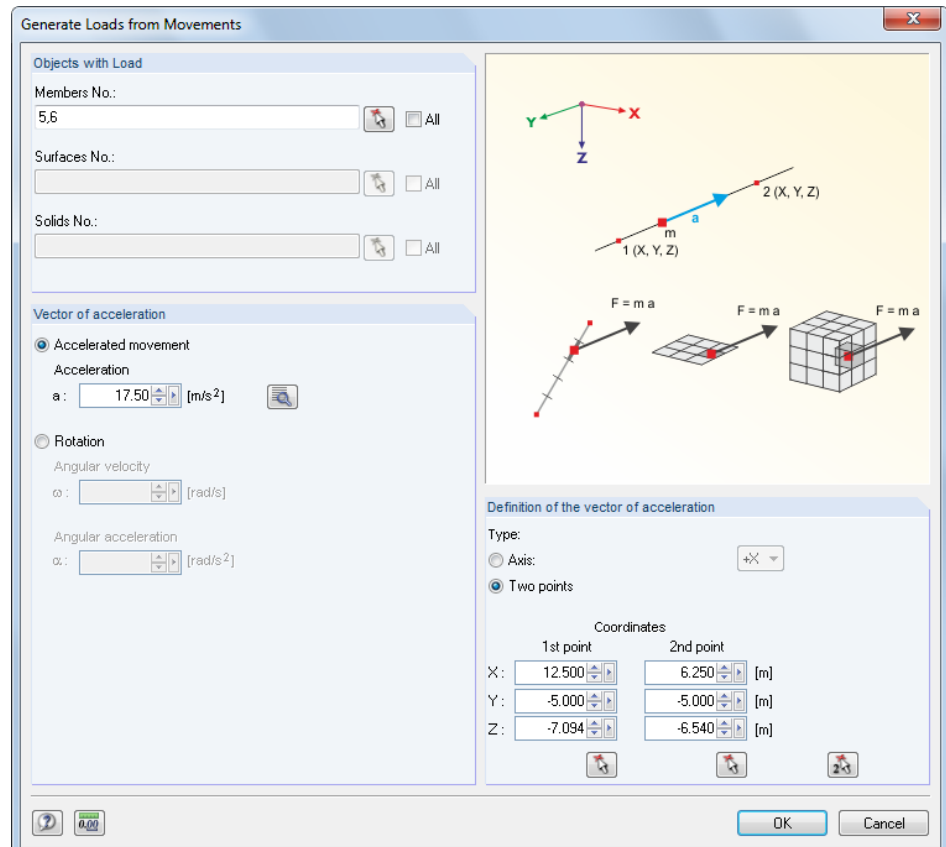 Generate Loads from Movements
Objects with Load
Members No.:
5,6
All
Surfaces No.:
All
Solids No.:
All
Vector of acceleration
Accelerated movement
Acceleration
a : 17.50 [m/s²]
Rotation
Angular velocity
ω : [rad/s]
Angular acceleration
α : [rad/s²]
Y
X
Z
2 (X, Y, Z)
a
m
1 (X, Y, Z)
F = m a
F = m a
F = m a
Definition of the vector of acceleration
Type:
Axis: +X
Two points
Coordinates
1st point 2nd point
X : 12.500 6.250 [m]
Y : -5.000 -5.000 [m]
Z : -7.094 -6.540 [m]
2
0.00
OK Cancel